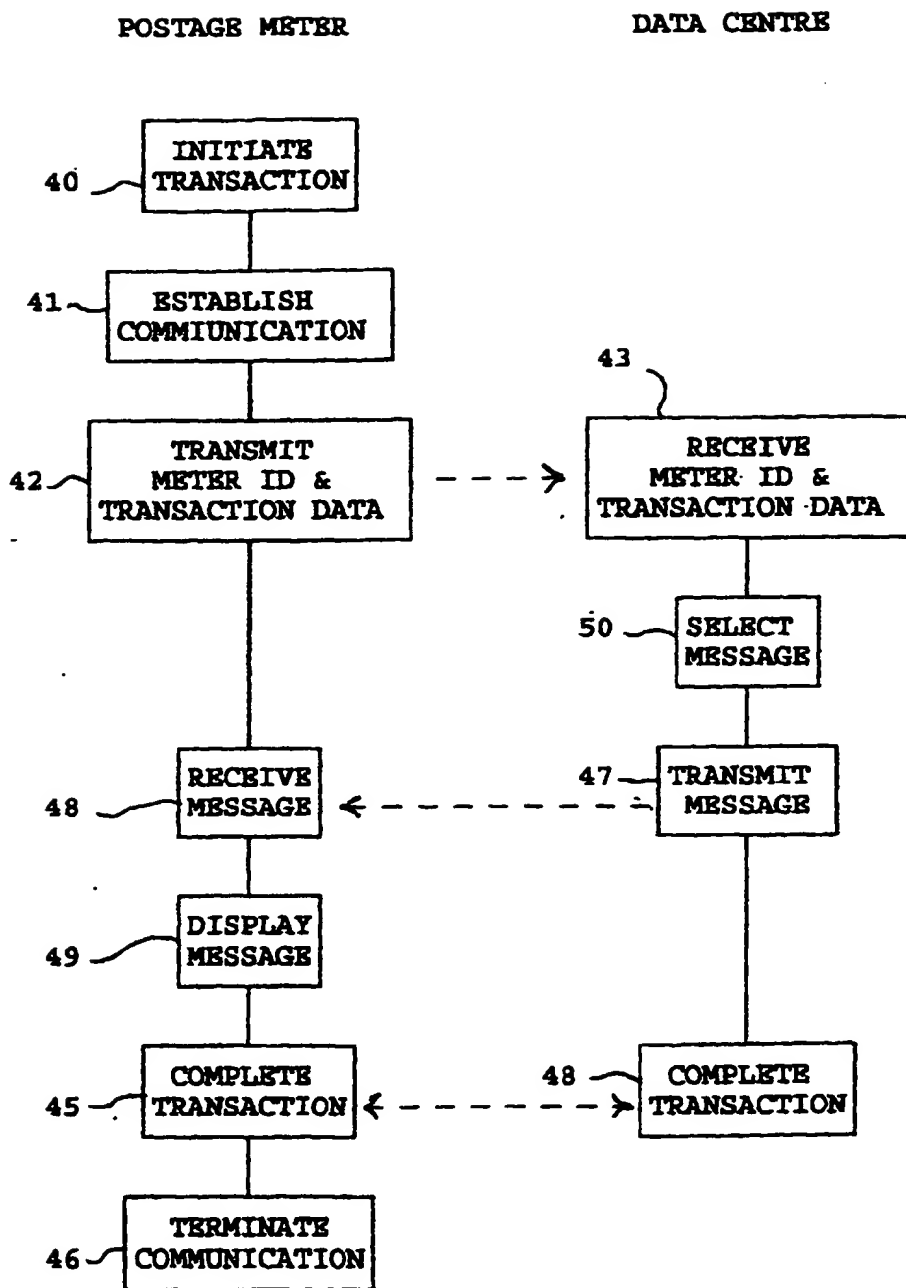 POSTAGE METER
DATA CENTRE
INITIATE
TRANSACTION
40
ESTABLISH
COMMIUNICATION
41
43
TRANSMIT
METER ID &
TRANSACTION DATA
42
RECEIVE
METER ID &
TRANSACTION DATA
50
SELECT
MESSAGE
RECEIVE
MESSAGE
48
47
TRANSMIT
MESSAGE
DISPLAY
MESSAGE
49
COMPLETE
TRANSACTION
45
48
COMPLETE
TRANSACTION
TERMINATE
COMMUNICATION
46